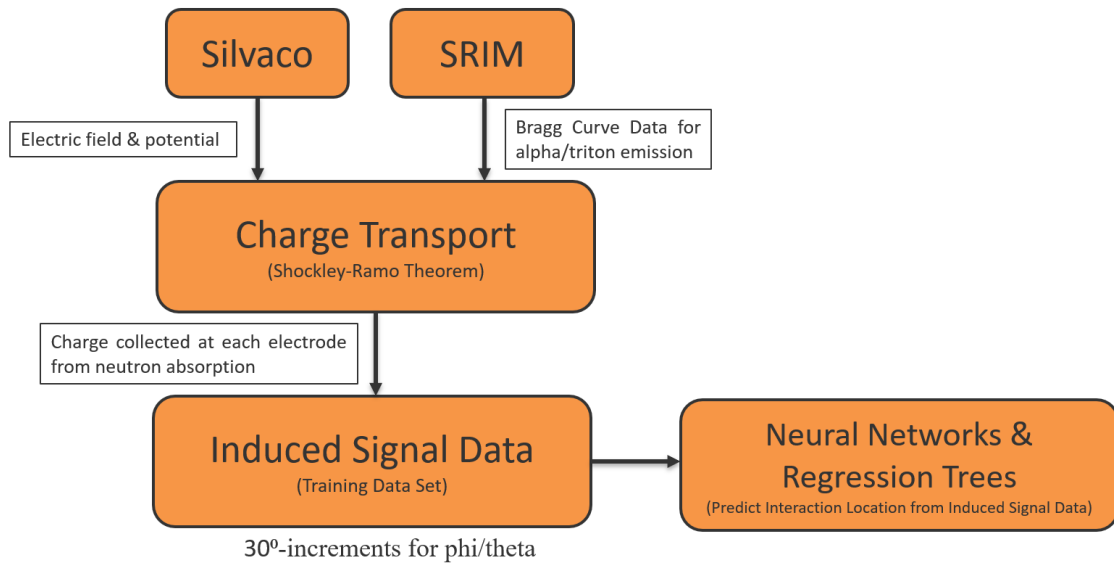 Silvaco
SRIM
Electric field & potential
Bragg Curve Data for
alpha/triton emission
Charge Transport
(Shockley-Ramo Theorem)
Charge collected at each electrode
from neutron absorption
Induced Signal Data
(Training Data Set)
Neural Networks &
Regression Trees
(Predict Interaction Location from Induced Signal Data)
30⁰-increments for phi/theta